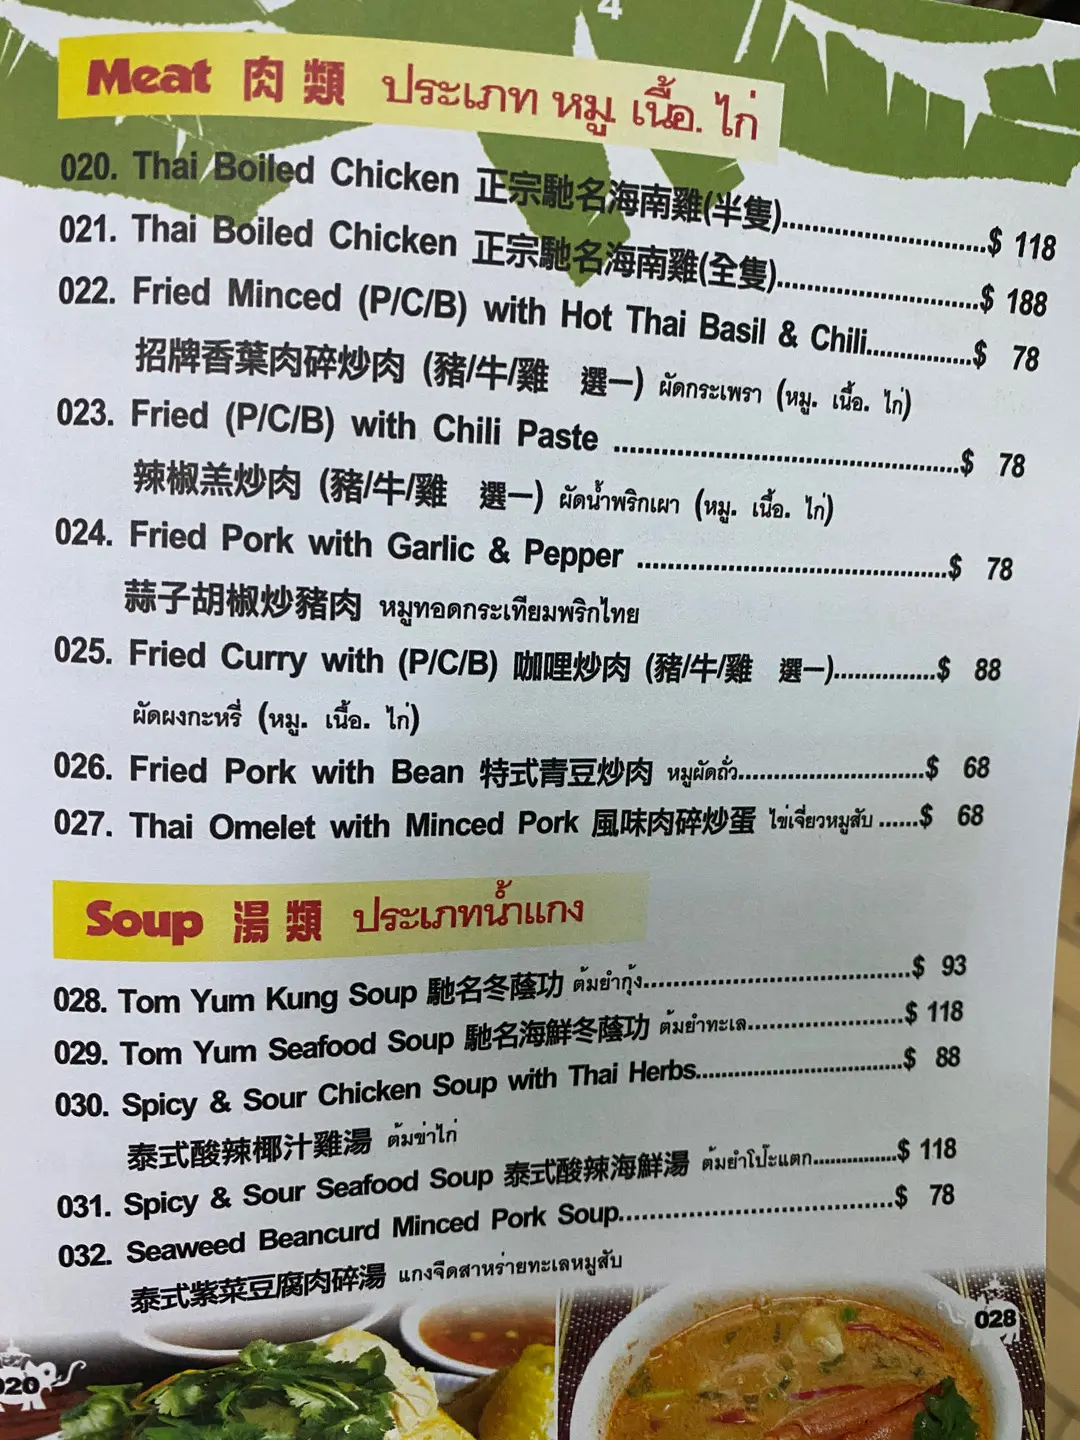 4
Meat 肉類 ประเภท หมู เนื้อ. ไก่
020. Thai Boiled Chicken 正宗馳名海南雞(半隻)..............................$ 118
021. Thai Boiled Chicken 正宗馳名海南雞(全隻)..............................$ 188
022. Fried Minced (P/C/B) with Hot Thai Basil & Chili................$ 78
招牌香葉肉碎炒肉 (豬/牛/雞 選一) ผัดกระเพรา (หมู. เนื้อ. ไก่)
023. Fried (P/C/B) with Chili Paste ..................................................$ 78
辣椒羔炒肉 (豬/牛/雞 選一) ผัดน้ำพริกเผา (หมู. เนื้อ. ไก่)
024. Fried Pork with Garlic & Pepper .............................................$ 78
蒜子胡椒炒豬肉 หมูทอดกระเทียมพริกไทย
025. Fried Curry with (P/C/B) 咖哩炒肉 (豬/牛/雞 選一)...............$ 88
ผัดผงกะหรี่ (หมู. เนื้อ. ไก่)
026. Fried Pork with Bean 特式青豆炒肉 หมูผัดถั่ว............................$ 68
027. Thai Omelet with Minced Pork 風味肉碎炒蛋 ไข่เจี่ยวหมูสับ ......$ 68
Soup 湯類 ประเภทน้ำแกง
028. Tom Yum Kung Soup 馳名冬蔭功 ต้มยำกุ้ง........................................$ 93
029. Tom Yum Seafood Soup 馳名海鮮冬蔭功 ต้มยำทะเล.......................$ 118
030. Spicy & Sour Chicken Soup with Thai Herbs...............................$ 88
泰式酸辣椰汁雞湯 ต้มข่าไก่
031. Spicy & Sour Seafood Soup 泰式酸辣海鮮湯 ต้มยำโป๊ะแตก...............$ 118
032. Seaweed Beancurd Minced Pork Soup.....................................$ 78
泰式紫菜豆腐肉碎湯 แกงจืดสาหร่ายทะเลหมูสับ
020
028